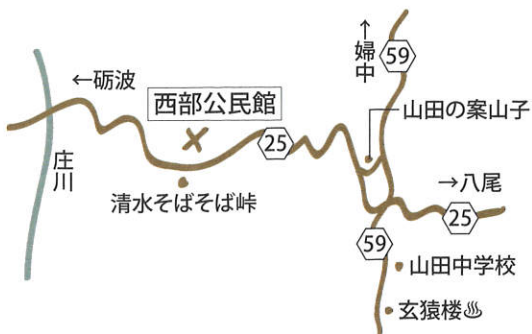 ↑婦中
59
←砺波
西部公民館
山田の案山子
25
庄川
清水そばそば峠
→八尾
25
59
山田中学校
玄猿楼♨